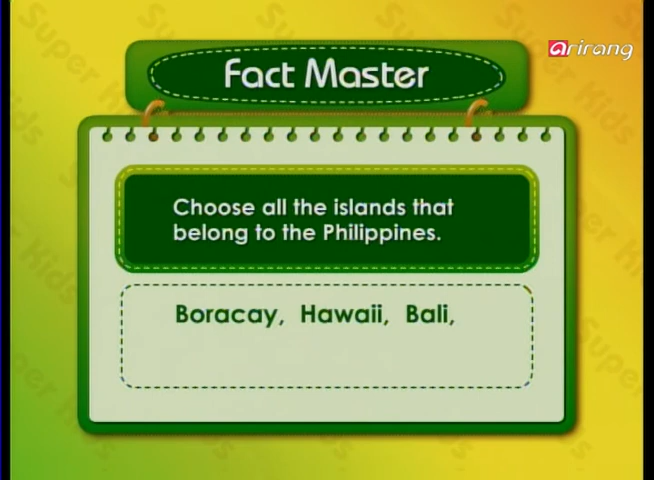 arirang
Fact Master
Choose all the islands that
belong to the Philippines.
Boracay, Hawaii, Bali,